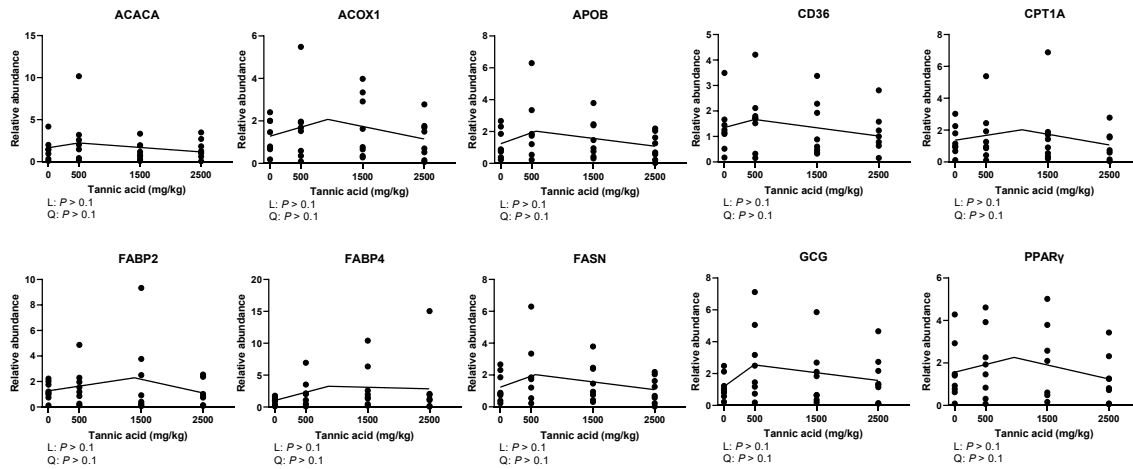 ACACA
Relative abundance
15
10
5
0
0 500 1500 2500
Tannic acid (mg/kg)
L: P > 0.1
Q: P > 0.1
ACOX1
Relative abundance
6
4
2
0
0 500 1500 2500
Tannic acid (mg/kg)
L: P > 0.1
Q: P > 0.1
APOB
Relative abundance
8
6
4
2
0
0 500 1500 2500
Tannic acid (mg/kg)
L: P > 0.1
Q: P > 0.1
CD36
Relative abundance
5
4
3
2
1
0
0 500 1500 2500
Tannic acid (mg/kg)
L: P > 0.1
Q: P > 0.1
CPT1A
Relative abundance
8
6
4
2
0
0 500 1500 2500
Tannic acid (mg/kg)
L: P > 0.1
Q: P > 0.1
FABP2
Relative abundance
10
8
6
4
2
0
0 500 1500 2500
Tannic acid (mg/kg)
L: P > 0.1
Q: P > 0.1
FABP4
Relative abundance
20
15
10
5
0
0 500 1500 2500
Tannic acid (mg/kg)
L: P > 0.1
Q: P > 0.1
FASN
Relative abundance
8
6
4
2
0
0 500 1500 2500
Tannic acid (mg/kg)
L: P > 0.1
Q: P > 0.1
GCG
Relative abundance
8
6
4
2
0
0 500 1500 2500
Tannic acid (mg/kg)
L: P > 0.1
Q: P > 0.1
PPARγ
Relative abundance
6
4
2
0
0 500 1500 2500
Tannic acid (mg/kg)
L: P > 0.1
Q: P > 0.1